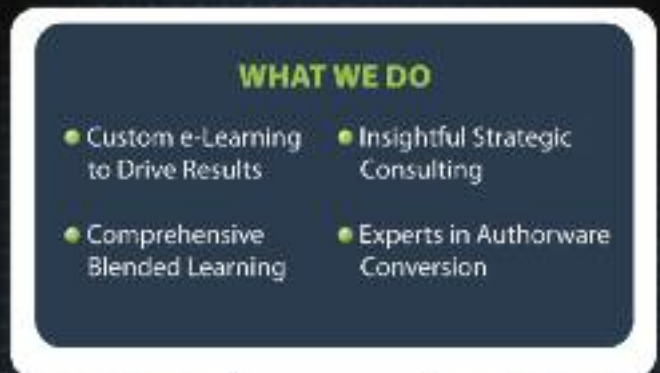 WHAT WE DO
Custom e-Learning
to Drive Results
Insightful Strategic
Consulting
Comprehensive
Blended Learning
Experts in Authorware
Conversion